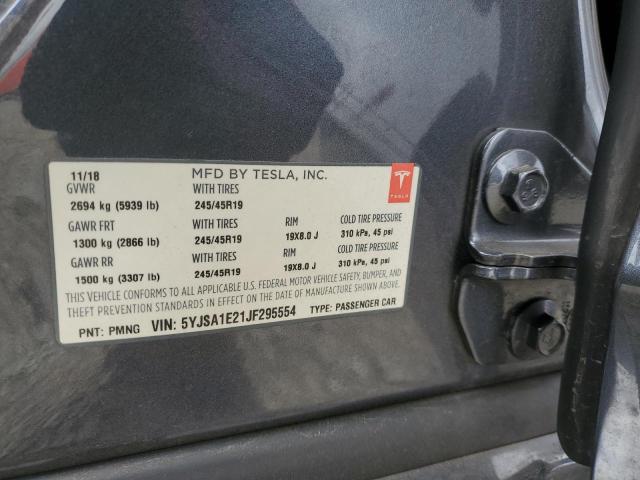 11/18 MFD BY TESLA, INC.
GVWR WITH TIRES
TESLA
2694 kg (5939 lb) 245/45R19
GAWR FRT WITH TIRES RIM COLD TIRE PRESSURE
1300 kg (2866 lb) 245/45R19 19X8.0 J 310 kPa, 45 psi
GAWR RR WITH TIRES RIM COLD TIRE PRESSURE
1500 kg (3307 lb) 245/45R19 19X8.0 J 310 kPa, 45 psi
THIS VEHICLE CONFORMS TO ALL APPLICABLE U.S. FEDERAL MOTOR VEHICLE SAFETY, BUMPER, AND
THEFT PREVENTION STANDARDS IN EFFECT ON THE DATE OF MANUFACTURE SHOWN ABOVE.
PNT: PMNG VIN: 5YJSA1E21JF295554 TYPE: PASSENGER CAR